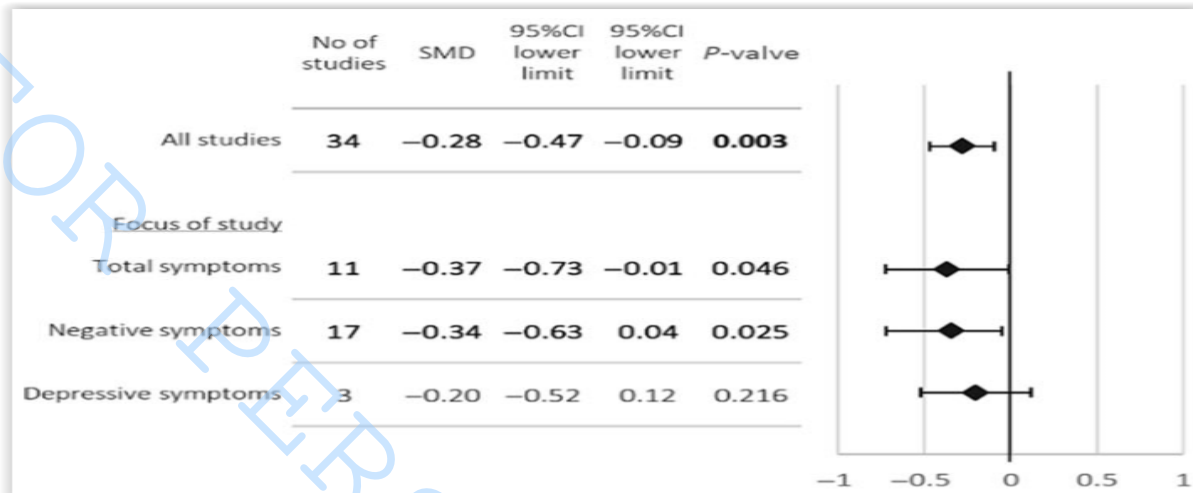 No of studies SMD 95%CI lower limit 95%CI lower limit P-valve
All studies 34 −0.28 −0.47 −0.09 0.003
Focus of study
Total symptoms 11 −0.37 −0.73 −0.01 0.046
Negative symptoms 17 −0.34 −0.63 0.04 0.025
Depressive symptoms 3 −0.20 −0.52 0.12 0.216
−1 −0.5 0 0.5 1
TOR PERS